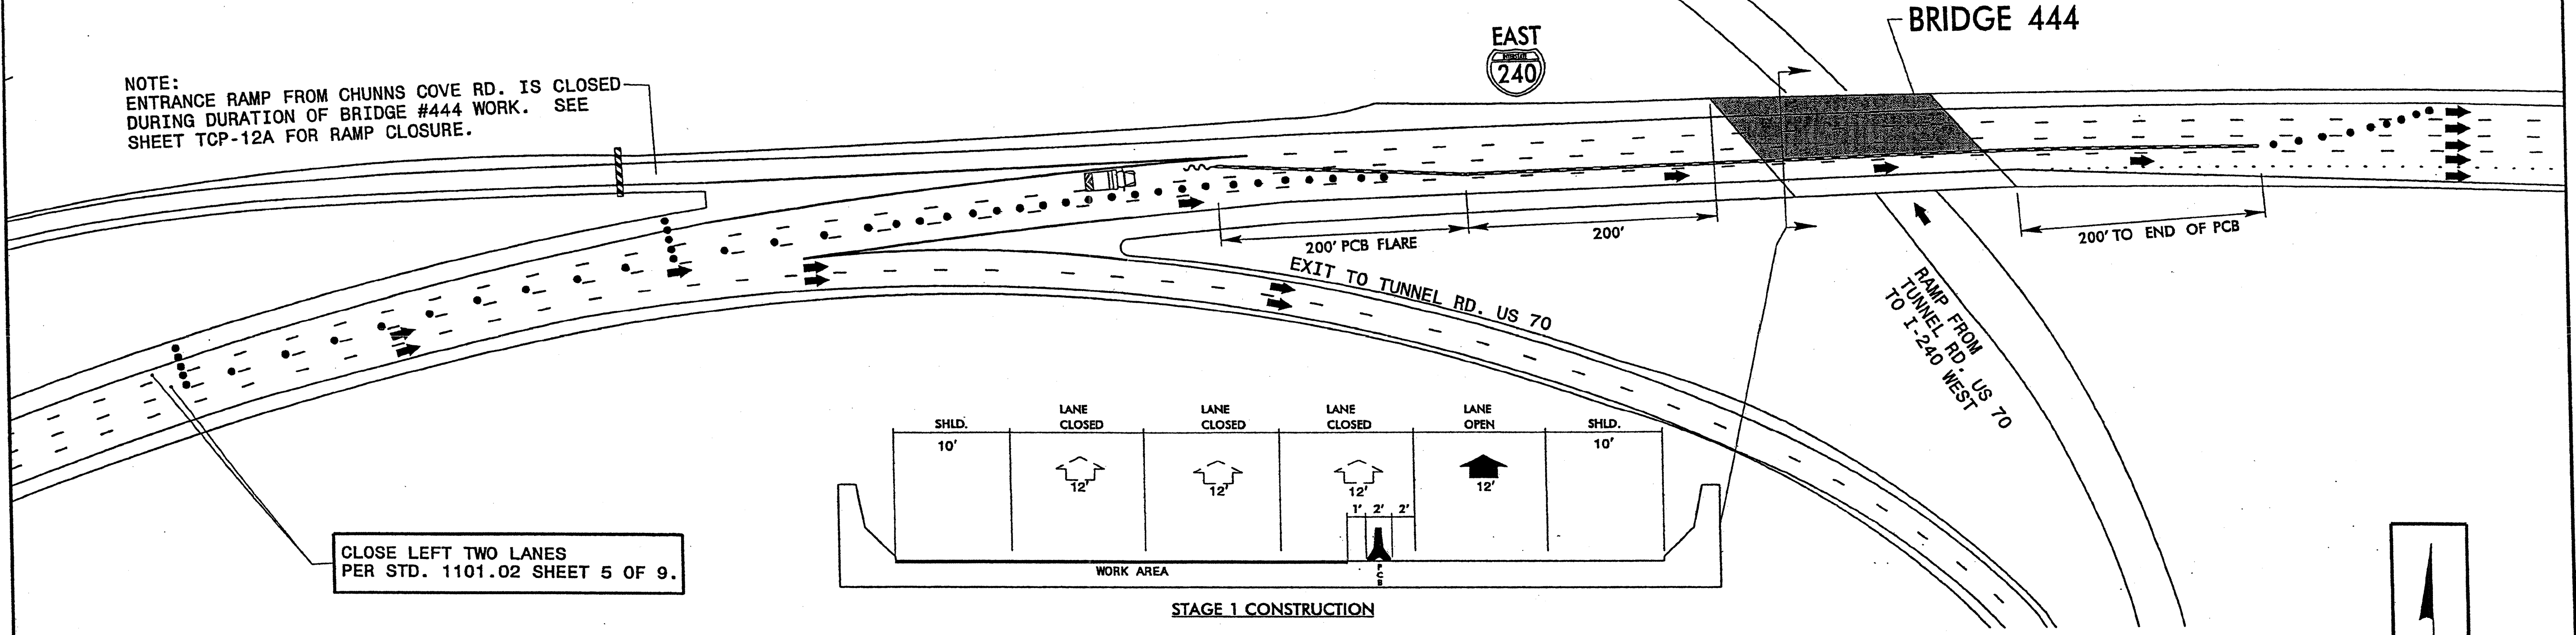 BRIDGE 444
EAST
INTERSTATE
240
NOTE:
ENTRANCE RAMP FROM CHUNNS COVE RD. IS CLOSED
DURING DURATION OF BRIDGE #444 WORK. SEE
SHEET TCP-12A FOR RAMP CLOSURE.
200' PCB FLARE
200'
200' TO END OF PCB
EXIT TO TUNNEL RD. US 70
RAMP FROM
TUNNEL RD. US 70
TO I-240 WEST
SHLD.
10'
LANE
CLOSED
12'
LANE
CLOSED
12'
LANE
CLOSED
12'
LANE
OPEN
12'
SHLD.
10'
1' 2' 2'
PCB
WORK AREA
STAGE 1 CONSTRUCTION
CLOSE LEFT TWO LANES
PER STD. 1101.02 SHEET 5 OF 9.